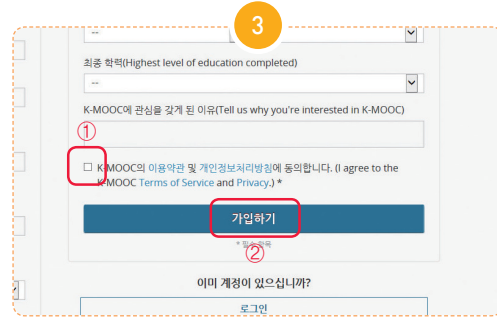 3
--
최종 학력(Highest level of education completed)
--
K-MOOC에 관심을 갖게 된 이유(Tell us why you're interested in K-MOOC)
①
K-MOOC의 이용약관 및 개인정보처리방침에 동의합니다. (I agree to the
K-MOOC Terms of Service and Privacy.) *
가입하기
* 필수항목
②
이미 계정이 있으십니까?
로그인